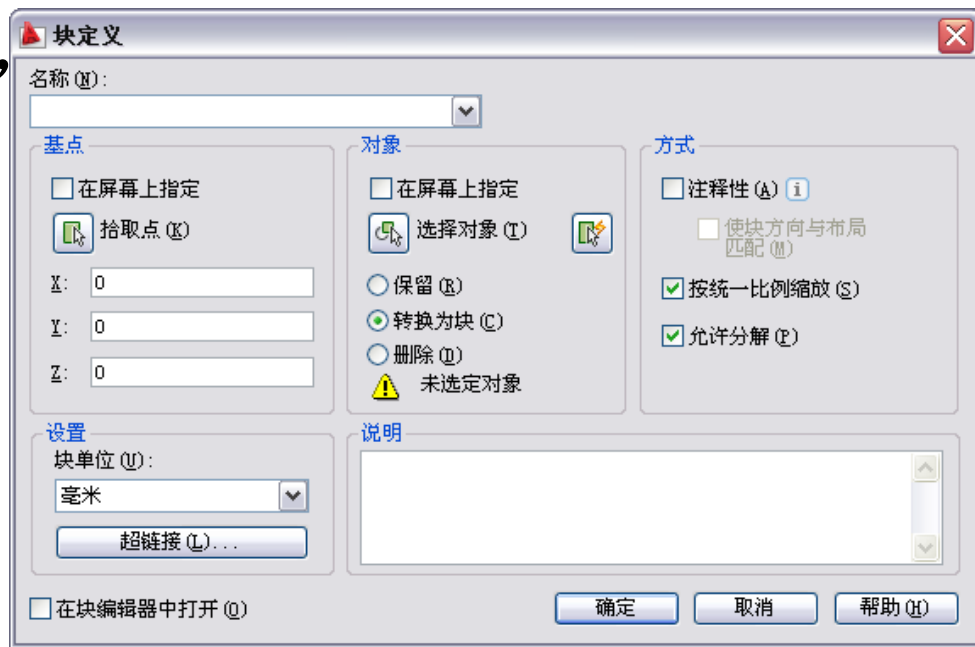 块定义
,
名称(N):
基点
在屏幕上指定
拾取点(K)
X: 0
Y: 0
Z: 0
对象
在屏幕上指定
选择对象(T)
保留(R)
转换为块(C)
删除(D)
未选定对象
方式
注释性(A)
使块方向与布局
匹配(M)
按统一比例缩放(S)
允许分解(P)
设置
块单位(U):
毫米
超链接(L)...
说明
在块编辑器中打开(O)
确定
取消
帮助(H)